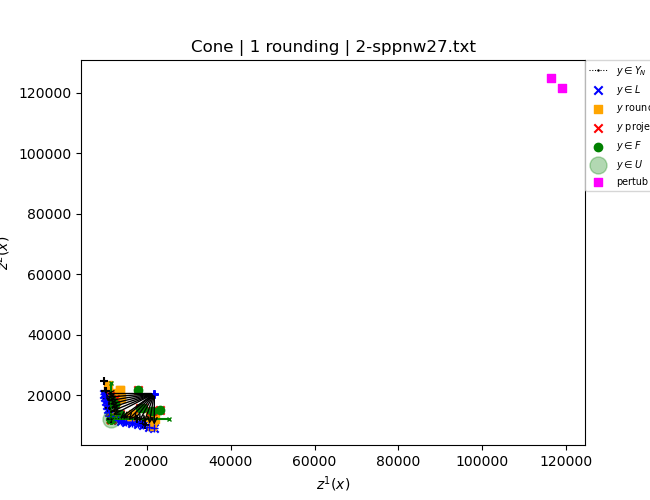 Cone | 1 rounding | 2-sppnw27.txt
120000
100000
80000
60000
40000
20000
20000 40000 60000 80000 100000 120000
z¹(x)
y ∈ Y_N
y ∈ L
y
y
y ∈ F
y ∈ U
pertub